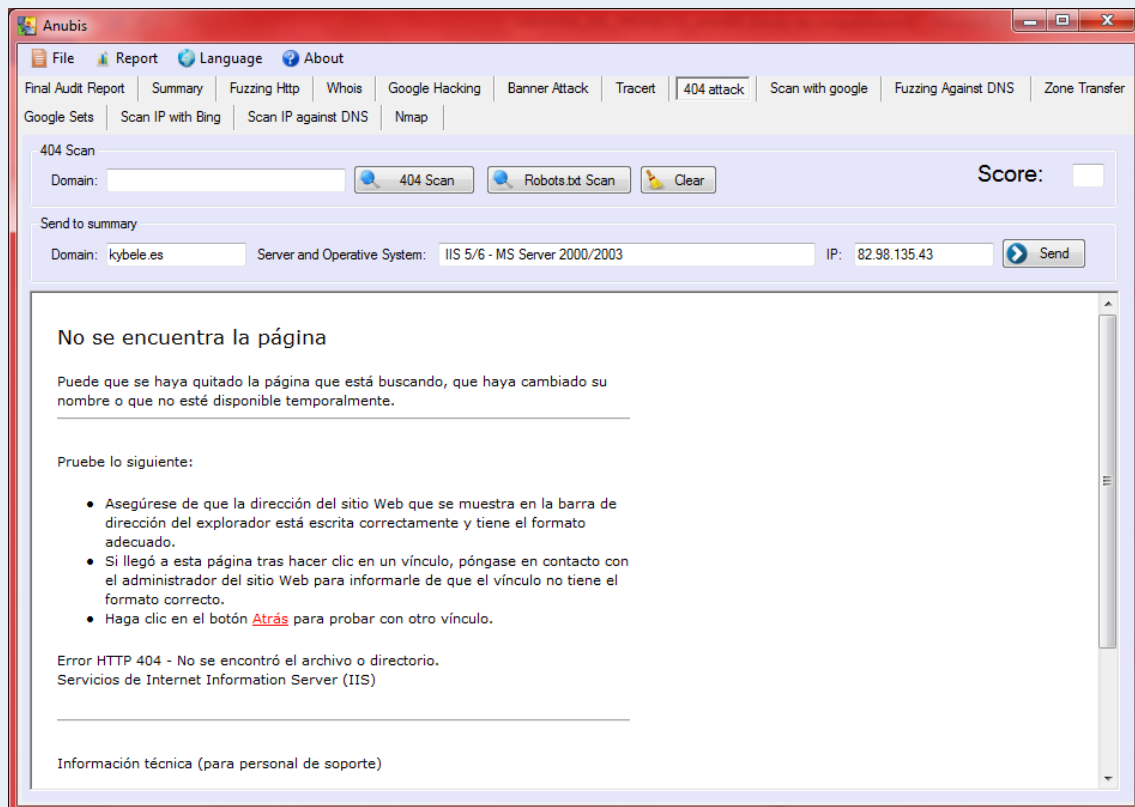 Anubis
File Report Language About
Final Audit Report Summary Fuzzing Http Whois Google Hacking Banner Attack Tracert 404 attack Scan with google Fuzzing Against DNS Zone Transfer
Google Sets Scan IP with Bing Scan IP against DNS Nmap
404 Scan
Domain: 404 Scan Robots.txt Scan Clear Score:
Send to summary
Domain: kybele.es Server and Operative System: IIS 5/6 - MS Server 2000/2003 IP: 82.98.135.43 Send
No se encuentra la página
Puede que se haya quitado la página que está buscando, que haya cambiado su
nombre o que no esté disponible temporalmente.
Pruebe lo siguiente:
• Asegúrese de que la dirección del sitio Web que se muestra en la barra de
dirección del explorador está escrita correctamente y tiene el formato
adecuado.
• Si llegó a esta página tras hacer clic en un vínculo, póngase en contacto con
el administrador del sitio Web para informarle de que el vínculo no tiene el
formato correcto.
• Haga clic en el botón Atrás para probar con otro vínculo.
Error HTTP 404 - No se encontró el archivo o directorio.
Servicios de Internet Information Server (IIS)
Información técnica (para personal de soporte)